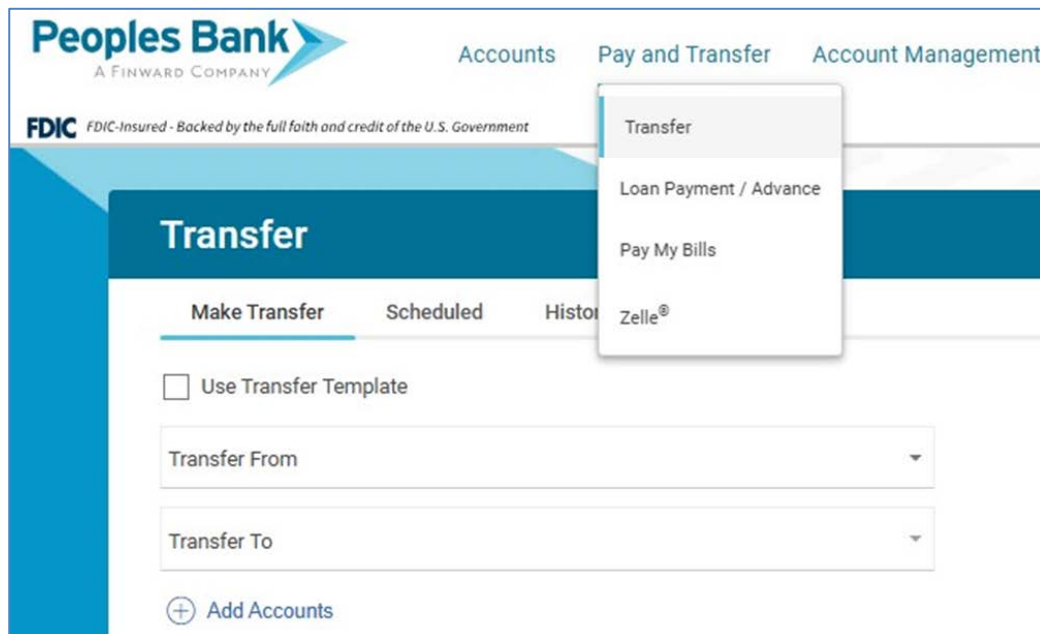 Peoples Bank
A FINWARD COMPANY
Accounts
Pay and Transfer
Account Management
FDIC FDIC-Insured - Backed by the full faith and credit of the U.S. Government
Transfer
Loan Payment / Advance
Pay My Bills
Zelle®
Transfer
Make Transfer
Scheduled
Use Transfer Template
Transfer From
Transfer To
Add Accounts